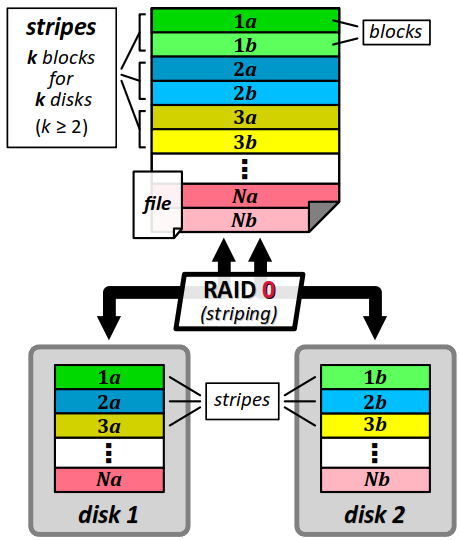 stripes
k blocks
for
k disks
(k ≥ 2)
1a
1b
2a
2b
3a
3b
⋮
Na
Nb
blocks
file
RAID 0
(striping)
1a
2a
3a
⋮
Na
disk 1
stripes
1b
2b
3b
⋮
Nb
disk 2